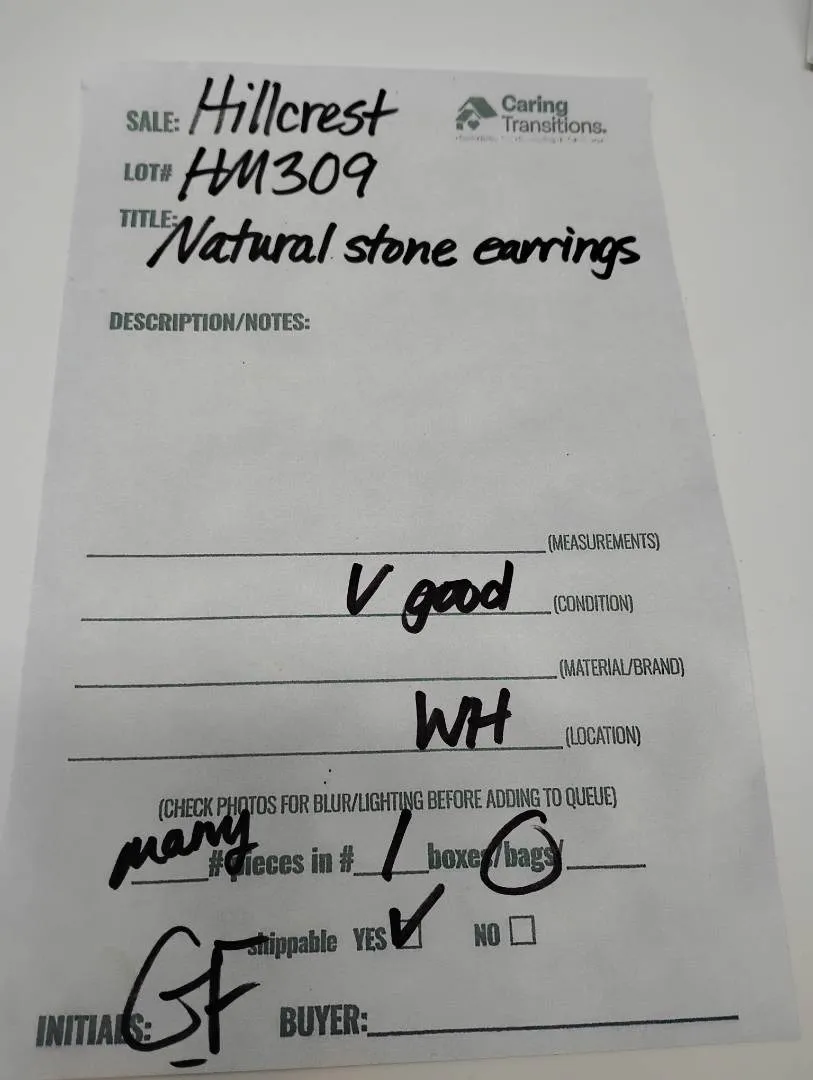 SALE: Hillcrest
Caring Transitions.
LOT# HM309
TITLE: Natural stone earrings
DESCRIPTION/NOTES:
(MEASUREMENTS)
V good (CONDITION)
(MATERIAL/BRAND)
WH (LOCATION)
(CHECK PHOTOS FOR BLUR/LIGHTING BEFORE ADDING TO QUEUE)
many #pieces in # 1 boxes/bags/
shippable YES ✓ NO
INITIALS: GF BUYER: